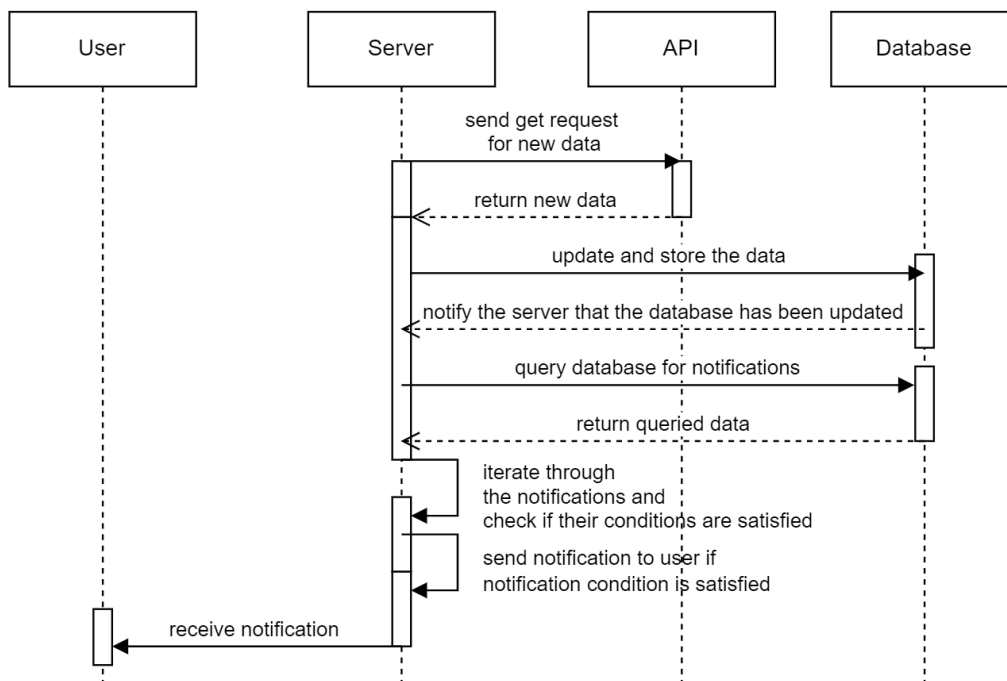 User
Server
API
Database
send get request
for new data
return new data
update and store the data
notify the server that the database has been updated
query database for notifications
return queried data
iterate through
the notifications and
check if their conditions are satisfied
send notification to user if
notification condition is satisfied
receive notification